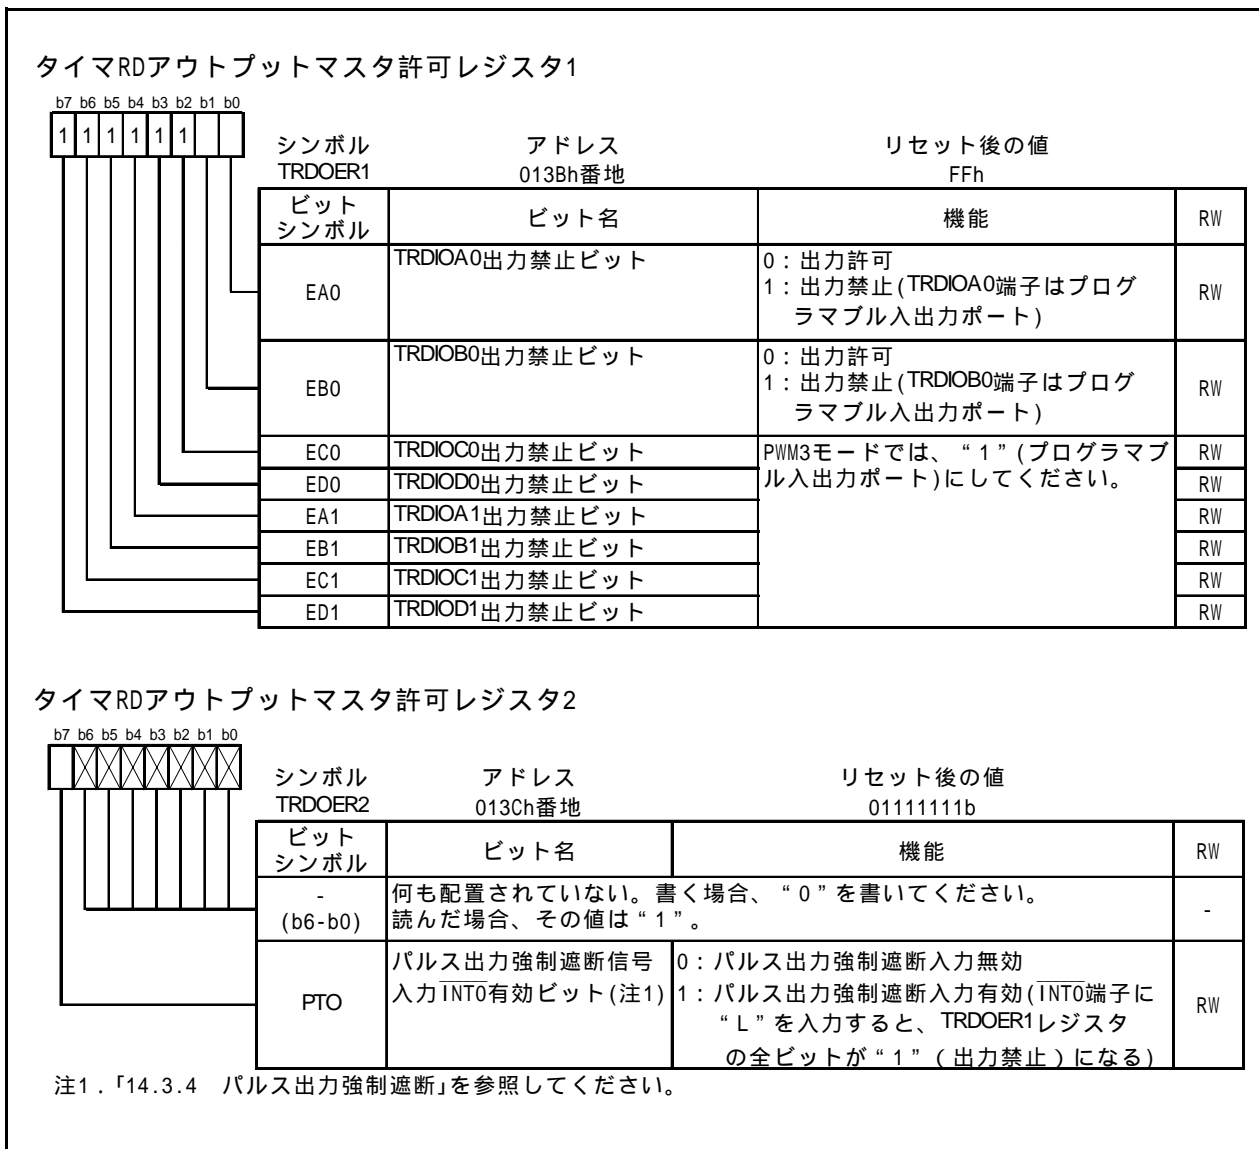 タイマRDアウトプットマスタ許可レジスタ1
b7 b6 b5 b4 b3 b2 b1 b0
1 1 1 1 1 1
シンボル アドレス リセット後の値
TRDOER1 013Bh番地 FFh
ビット
シンボル ビット名 機能 RW
EA0 TRDIOA0出力禁止ビット 0：出力許可
1：出力禁止(TRDIOA0端子はプログ
ラマブル入出力ポート) RW
EB0 TRDIOB0出力禁止ビット 0：出力許可
1：出力禁止(TRDIOB0端子はプログ
ラマブル入出力ポート) RW
EC0 TRDIOC0出力禁止ビット PWM3モードでは、“1”(プログラマブ RW
ED0 TRDIOD0出力禁止ビット ル入出力ポート)にしてください。 RW
EA1 TRDIOA1出力禁止ビット RW
EB1 TRDIOB1出力禁止ビット RW
EC1 TRDIOC1出力禁止ビット RW
ED1 TRDIOD1出力禁止ビット RW
タイマRDアウトプットマスタ許可レジスタ2
b7 b6 b5 b4 b3 b2 b1 b0
シンボル アドレス リセット後の値
TRDOER2 013Ch番地 01111111b
ビット
シンボル ビット名 機能 RW
-
(b6-b0) 何も配置されていない。書く場合、“0”を書いてください。
読んだ場合、その値は“1”。 -
PTO パルス出力強制遮断信号
入力INT0有効ビット(注1) 0：パルス出力強制遮断入力無効
1：パルス出力強制遮断入力有効(INT0端子に
“L”を入力すると、TRDOER1レジスタ
の全ビットが“1”（出力禁止）になる) RW
注1．「14.3.4　パルス出力強制遮断」を参照してください。